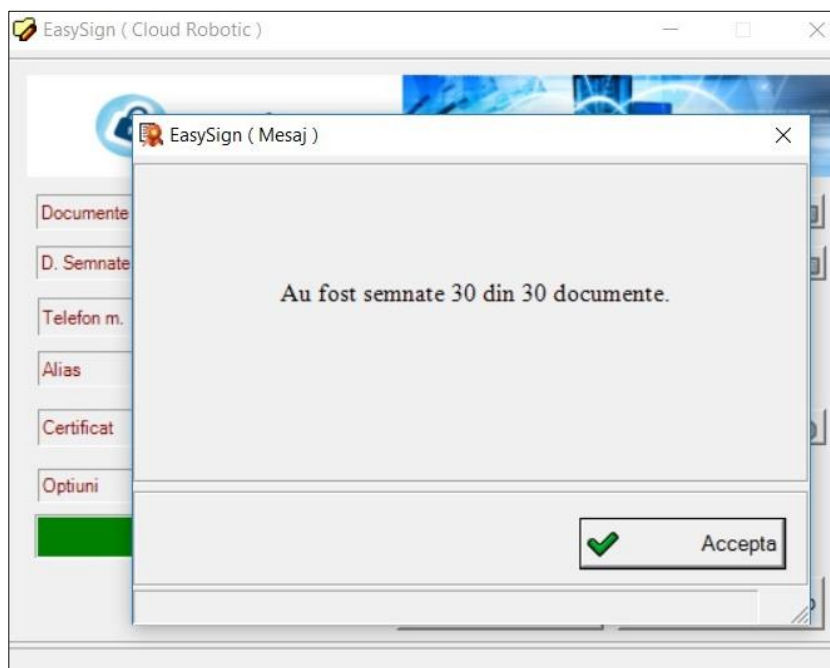 EasySign ( Cloud Robotic )
EasySign ( Mesaj )
Documente
D. Semnate
Telefon m.
Alias
Certificat
Optiuni
Au fost semnate 30 din 30 documente.
Accepta